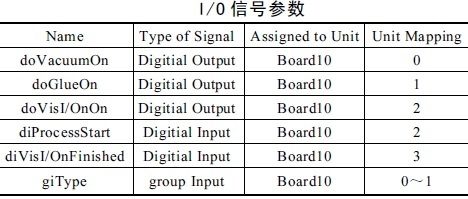 I/O 信号参数
Name Type of Signal Assigned to Unit Unit Mapping
doVacuumOn Digitial Output Board10 0
doGlueOn Digitial Output Board10 1
doVisI/OnOn Digitial Output Board10 2
diProcessStart Digitial Input Board10 2
diVisI/OnFinished Digitial Input Board10 3
giType group Input Board10 0～1